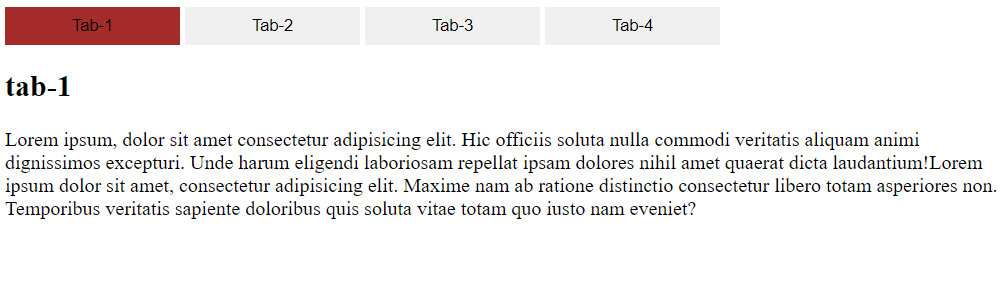 Tab-1 Tab-2 Tab-3 Tab-4
tab-1
Lorem ipsum, dolor sit amet consectetur adipisicing elit. Hic officiis soluta nulla commodi veritatis aliquam animi
dignissimos excepturi. Unde harum eligendi laboriosam repellat ipsam dolores nihil amet quaerat dicta laudantium!Lorem
ipsum dolor sit amet, consectetur adipisicing elit. Maxime nam ab ratione distinctio consectetur libero totam asperiores non.
Temporibus veritatis sapiente doloribus quis soluta vitae totam quo iusto nam eveniet?